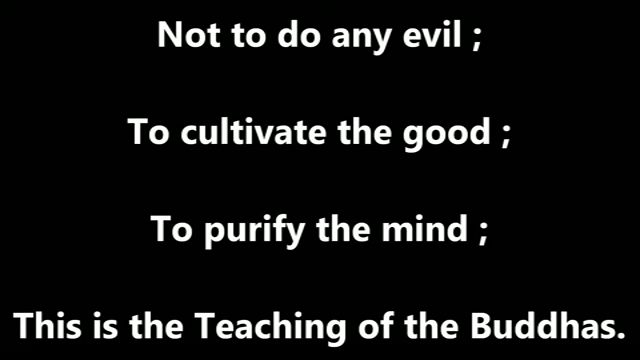 Not to do any evil ;
To cultivate the good ;
To purify the mind ;
This is the Teaching of the Buddhas.